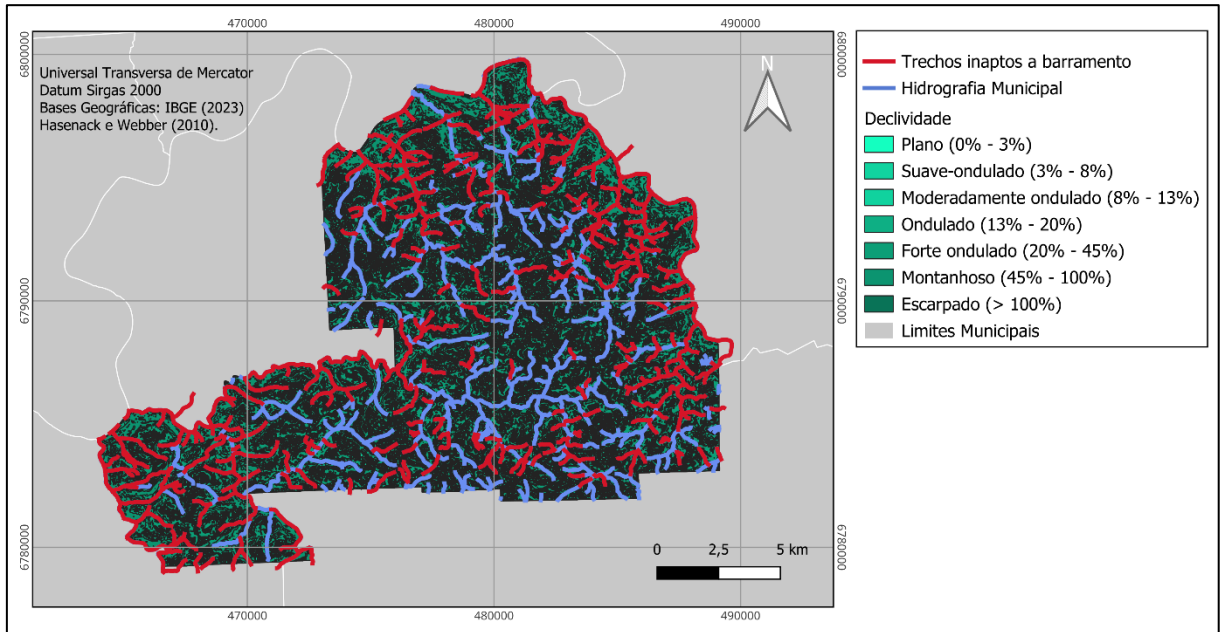 470000
480000
490000
6800000
6800000
Universal Transversa de Mercator
Datum Sirgas 2000
Bases Geográficas: IBGE (2023)
Hasenack e Webber (2010).
N
6790000
6790000
6780000
6780000
0 2,5 5 km
470000
480000
490000
Trechos inaptos a barramento
Hidrografia Municipal
Declividade
Plano (0% - 3%)
Suave-ondulado (3% - 8%)
Moderadamente ondulado (8% - 13%)
Ondulado (13% - 20%)
Forte ondulado (20% - 45%)
Montanhoso (45% - 100%)
Escarpado (> 100%)
Limites Municipais